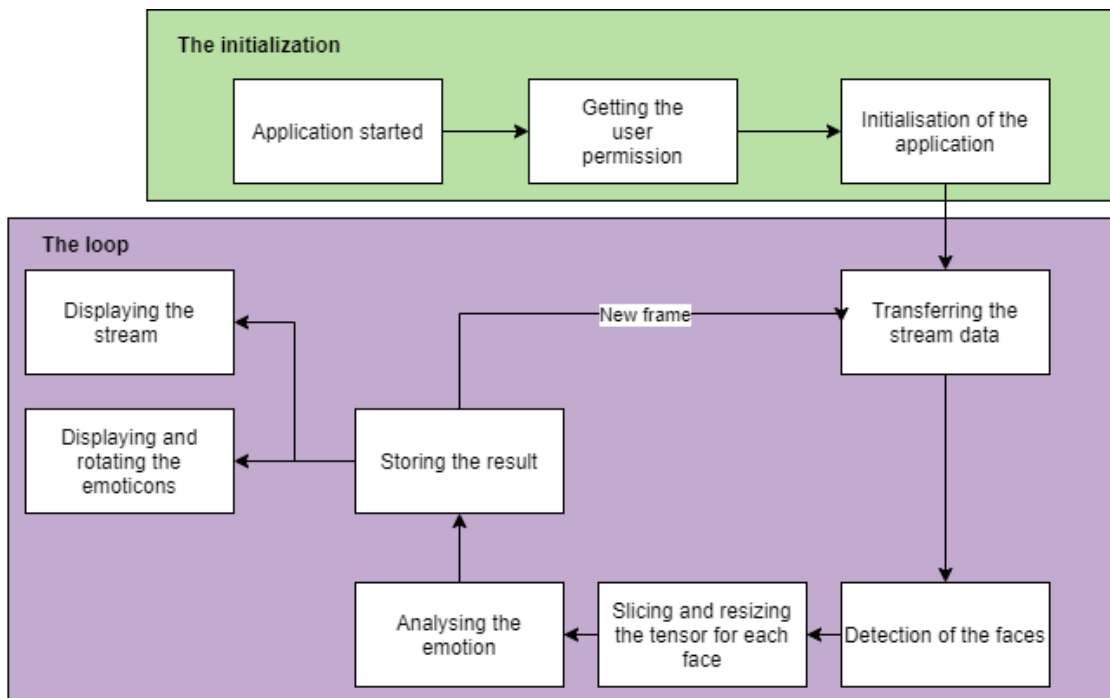 The initialization
Application started
Getting the
user
permission
Initialisation of the
application
The loop
Displaying the
stream
New frame
Transferring the
stream data
Displaying and
rotating the
emoticons
Storing the result
Analysing the
emotion
Slicing and resizing
the tensor for each
face
Detection of the faces